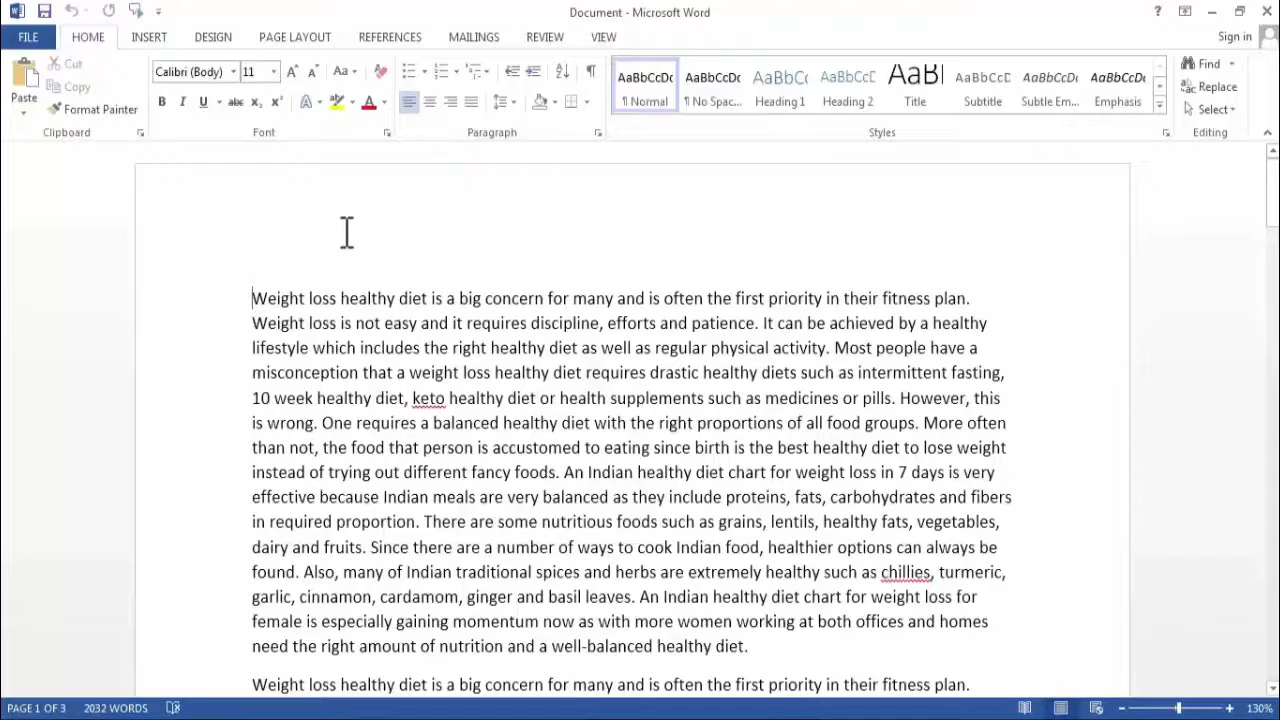 Document - Microsoft Word
FILE HOME INSERT DESIGN PAGE LAYOUT REFERENCES MAILINGS REVIEW VIEW Sign in
Paste
Cut
Copy
Format Painter
Clipboard
Calibri (Body) 11
Font
Paragraph
AaBbCcDc AaBbCcDc AaBbCc AaBbCcC AaBl AaBbCcC AaBbCcDc AaBbCcDc
¶ Normal ¶ No Spac... Heading 1 Heading 2 Title Subtitle Subtle Em... Emphasis
Styles
Find
Replace
Select
Editing
Weight loss healthy diet is a big concern for many and is often the first priority in their fitness plan.
Weight loss is not easy and it requires discipline, efforts and patience. It can be achieved by a healthy
lifestyle which includes the right healthy diet as well as regular physical activity. Most people have a
misconception that a weight loss healthy diet requires drastic healthy diets such as intermittent fasting,
10 week healthy diet, keto healthy diet or health supplements such as medicines or pills. However, this
is wrong. One requires a balanced healthy diet with the right proportions of all food groups. More often
than not, the food that person is accustomed to eating since birth is the best healthy diet to lose weight
instead of trying out different fancy foods. An Indian healthy diet chart for weight loss in 7 days is very
effective because Indian meals are very balanced as they include proteins, fats, carbohydrates and fibers
in required proportion. There are some nutritious foods such as grains, lentils, healthy fats, vegetables,
dairy and fruits. Since there are a number of ways to cook Indian food, healthier options can always be
found. Also, many of Indian traditional spices and herbs are extremely healthy such as chillies, turmeric,
garlic, cinnamon, cardamom, ginger and basil leaves. An Indian healthy diet chart for weight loss for
female is especially gaining momentum now as with more women working at both offices and homes
need the right amount of nutrition and a well-balanced healthy diet.
Weight loss healthy diet is a big concern for many and is often the first priority in their fitness plan.
PAGE 1 OF 3 2032 WORDS 130%